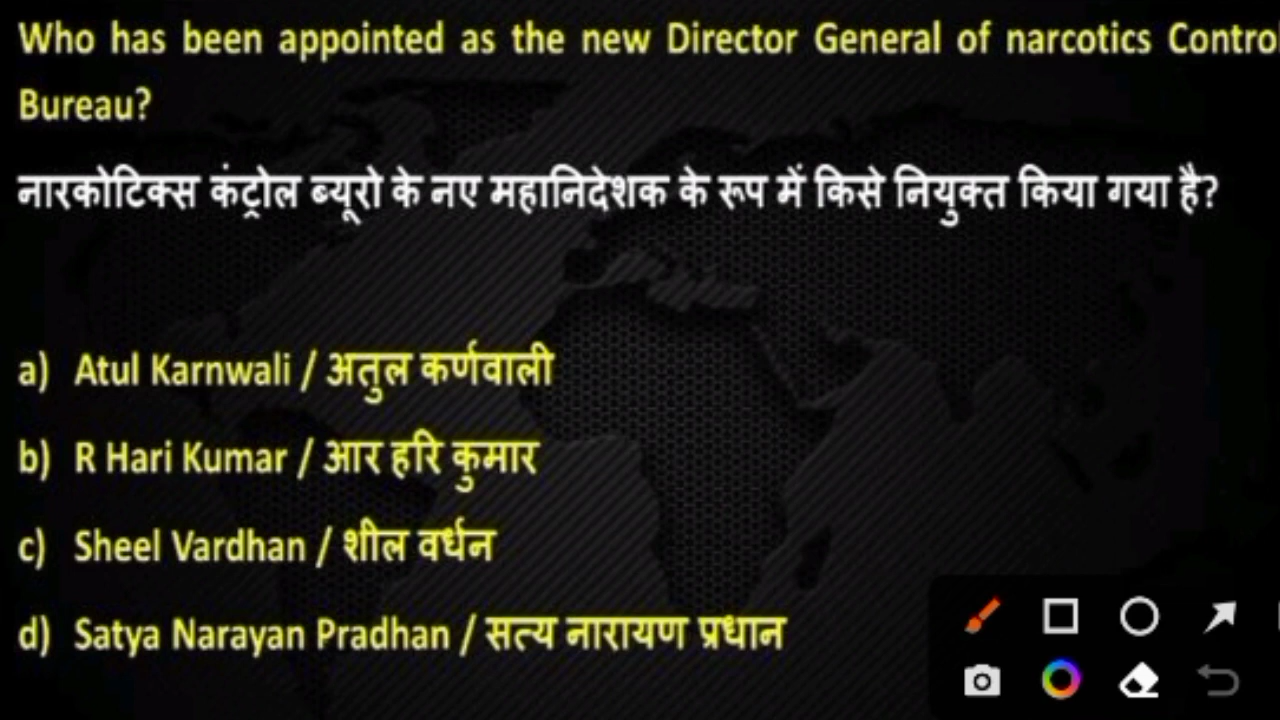 Who has been appointed as the new Director General of narcotics Contro
Bureau?
नारकोटिक्स कंट्रोल ब्यूरो के नए महानिदेशक के रूप में किसे नियुक्त किया गया है?
a) Atul Karnwali / अतुल कर्णवाली
b) R Hari Kumar / आर हरि कुमार
c) Sheel Vardhan / शील वर्धन
d) Satya Narayan Pradhan / सत्य नारायण प्रधान